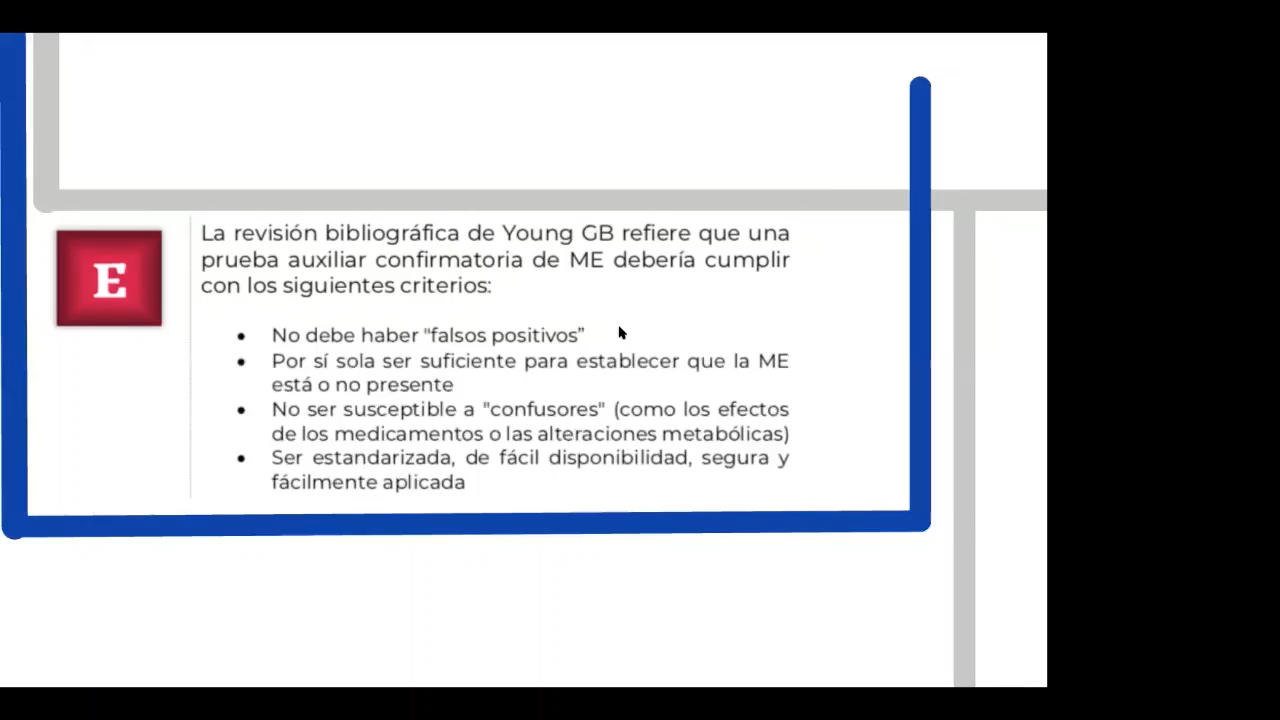 E
La revisión bibliográfica de Young GB refiere que una
prueba auxiliar confirmatoria de ME debería cumplir
con los siguientes criterios:
• No debe haber "falsos positivos”
• Por sí sola ser suficiente para establecer que la ME
está o no presente
• No ser susceptible a "confusores" (como los efectos
de los medicamentos o las alteraciones metabólicas)
• Ser estandarizada, de fácil disponibilidad, segura y
fácilmente aplicada